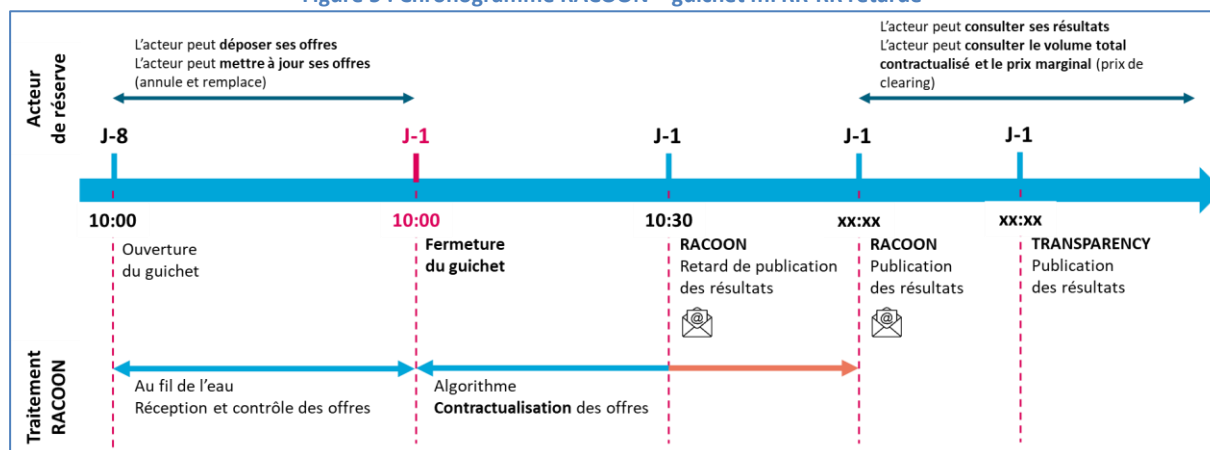 L'acteur peut déposer ses offres
L'acteur peut mettre à jour ses offres
(annule et remplace)
L'acteur peut consulter ses résultats
L'acteur peut consulter le volume total
contractualisé et le prix marginal (prix de
clearing)
Acteur
de réserve
J-8
J-1
J-1
J-1
J-1
10:00
10:00
10:30
xx:xx
xx:xx
Ouverture
du guichet
Fermeture
du guichet
RACOON
Retard de publication
des résultats
RACOON
Publication
des résultats
TRANSPARENCY
Publication
des résultats
Traitement
RACOON
Au fil de l'eau
Réception et contrôle des offres
Algorithme
Contractualisation des offres